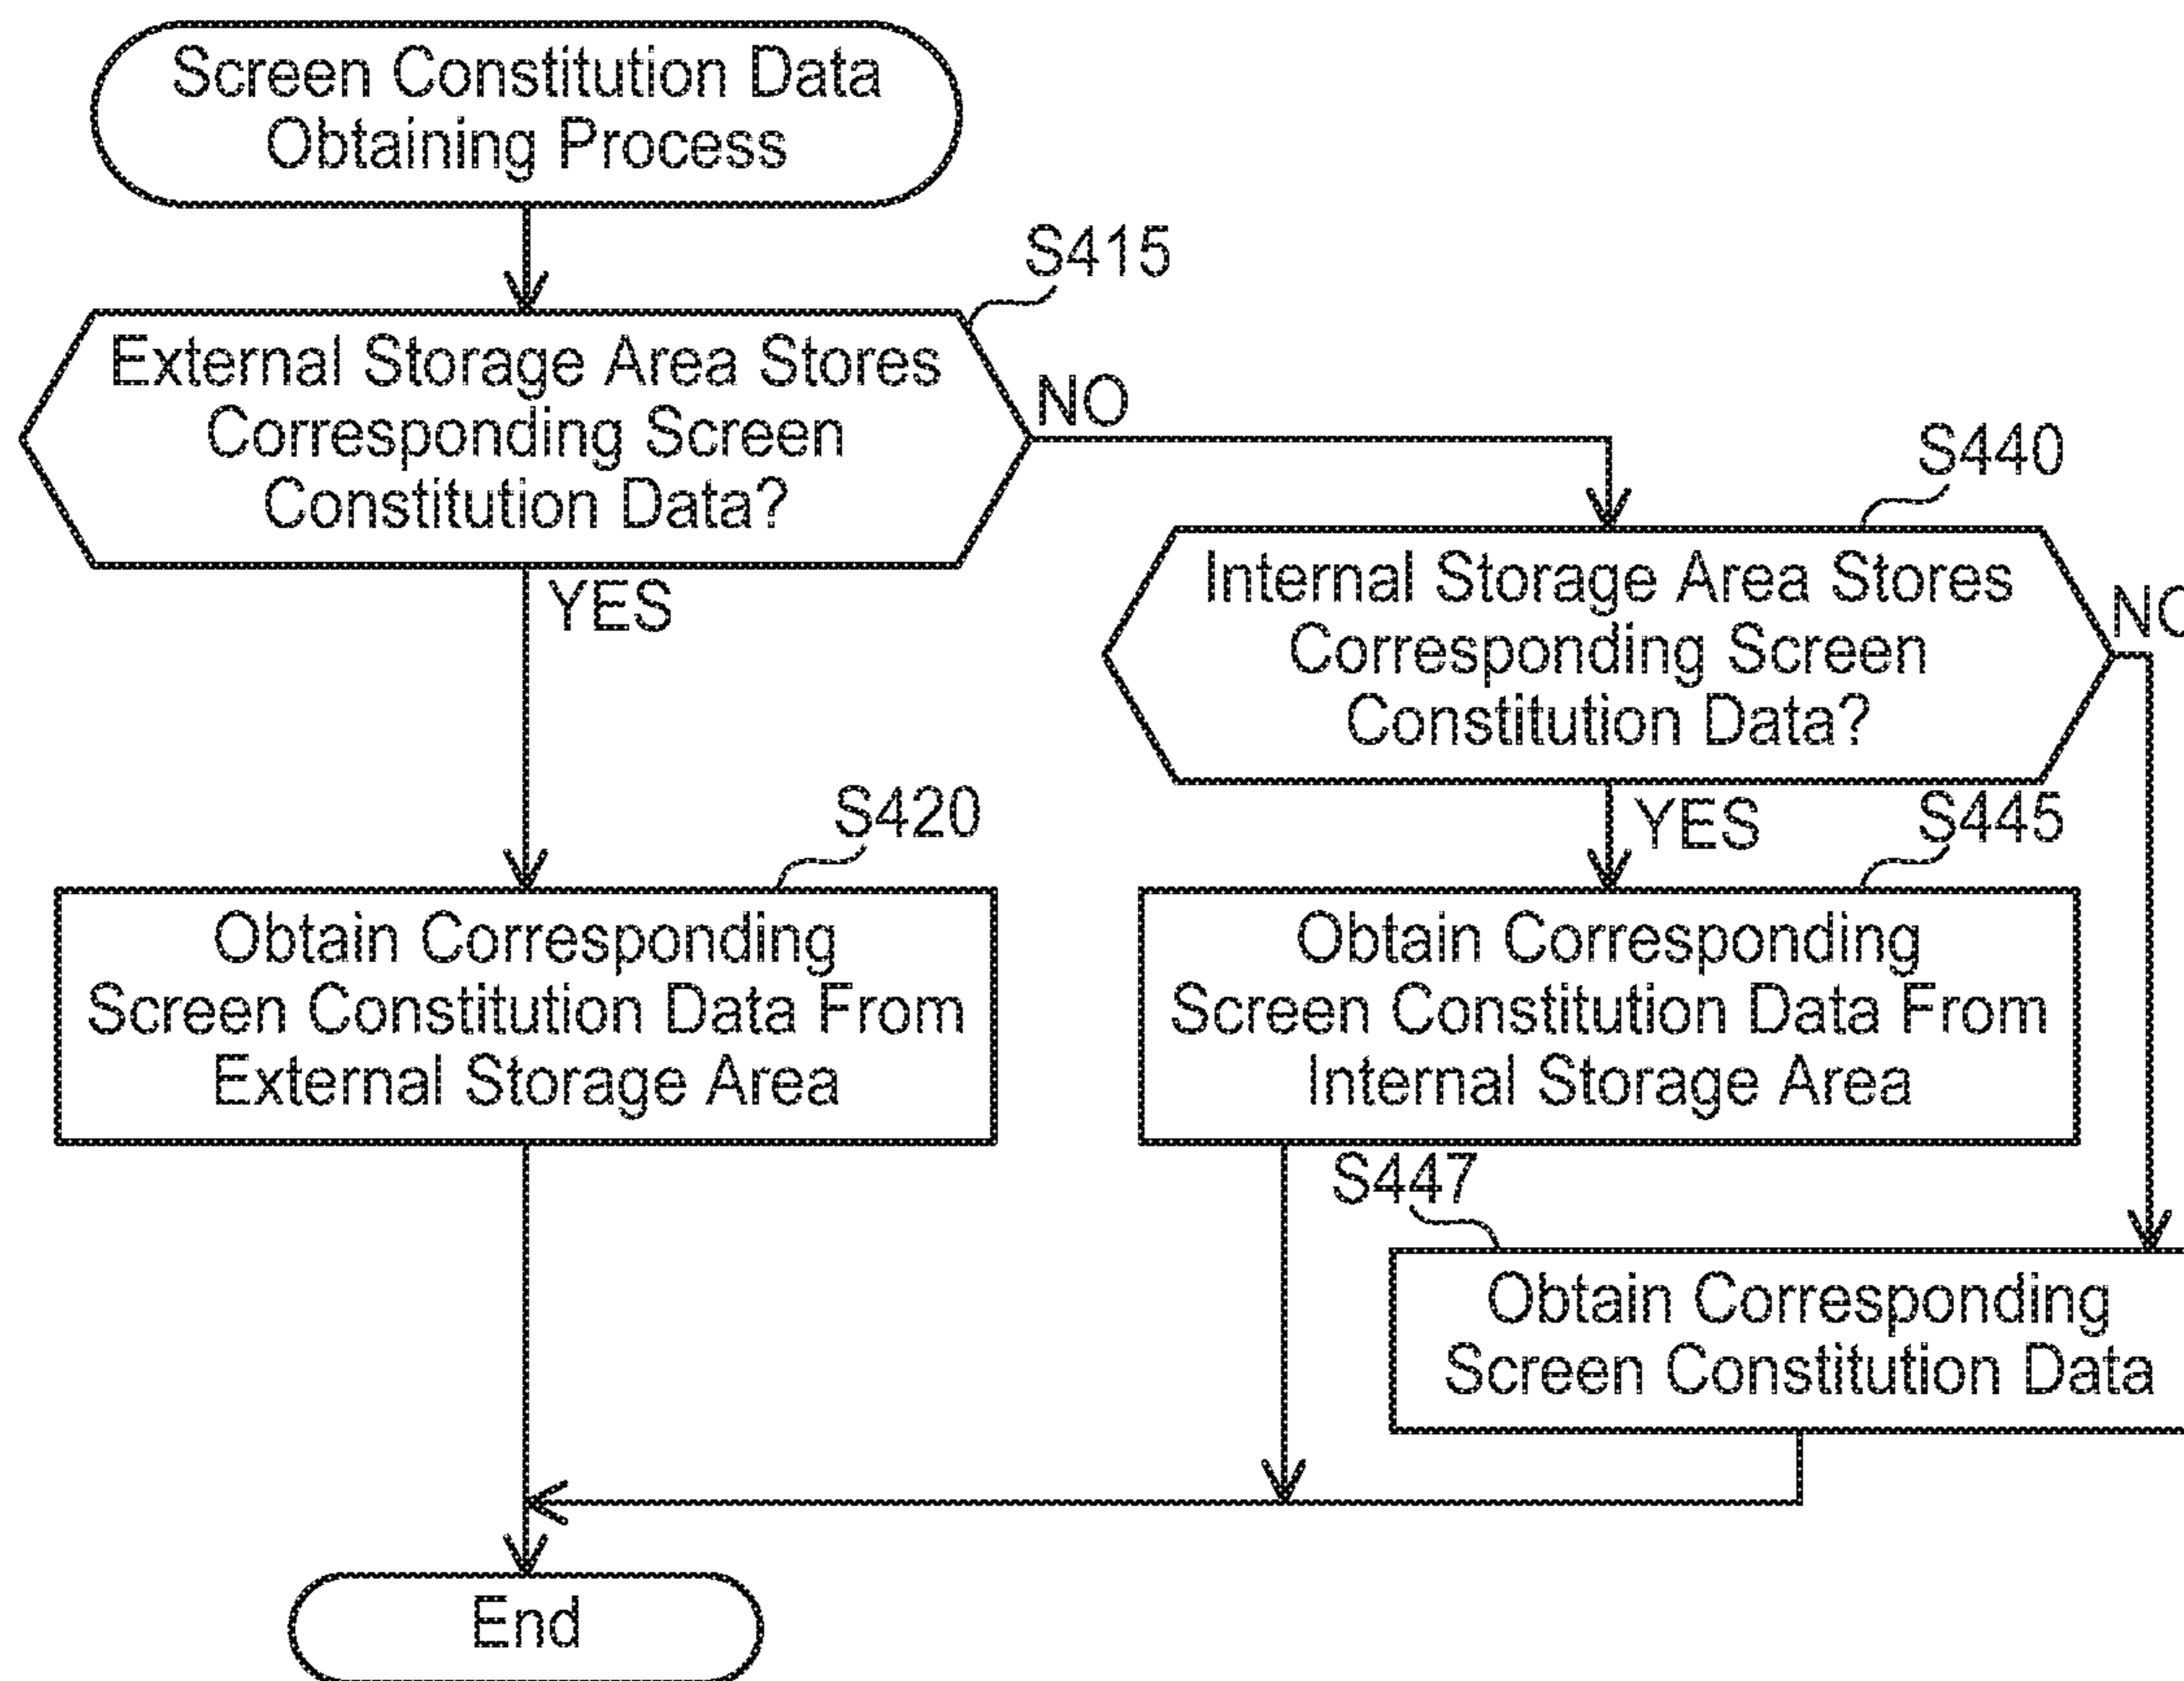 Screen Constitution Data
Obtaining Process
S415
External Storage Area Stores
Corresponding Screen
Constitution Data?
NO
YES
S440
Internal Storage Area Stores
Corresponding Screen
Constitution Data?
NO
YES
S420
Obtain Corresponding
Screen Constitution Data From
External Storage Area
S445
Obtain Corresponding
Screen Constitution Data From
Internal Storage Area
S447
Obtain Corresponding
Screen Constitution Data
End